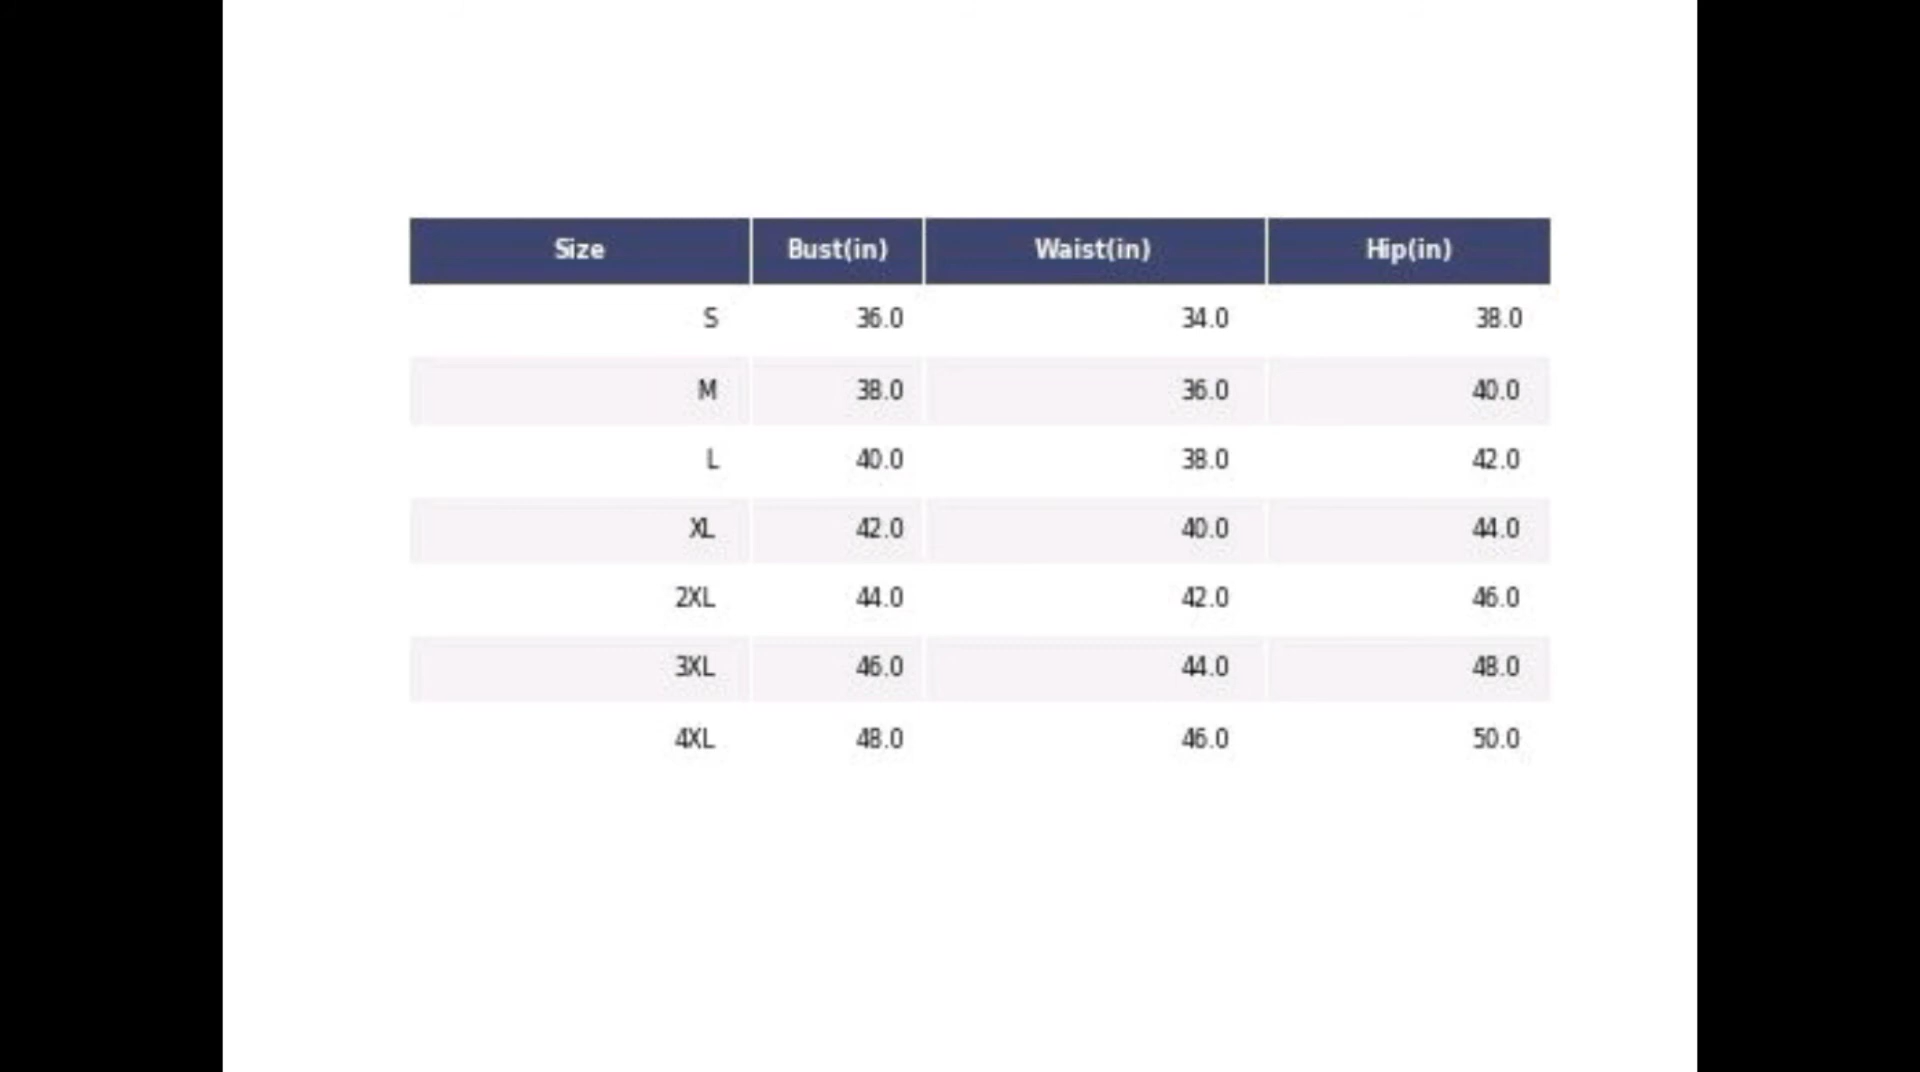 Size Bust(in) Waist(in) Hip(in)
S 36.0 34.0 38.0
M 38.0 36.0 40.0
L 40.0 38.0 42.0
XL 42.0 40.0 44.0
2XL 44.0 42.0 46.0
3XL 46.0 44.0 48.0
4XL 48.0 46.0 50.0